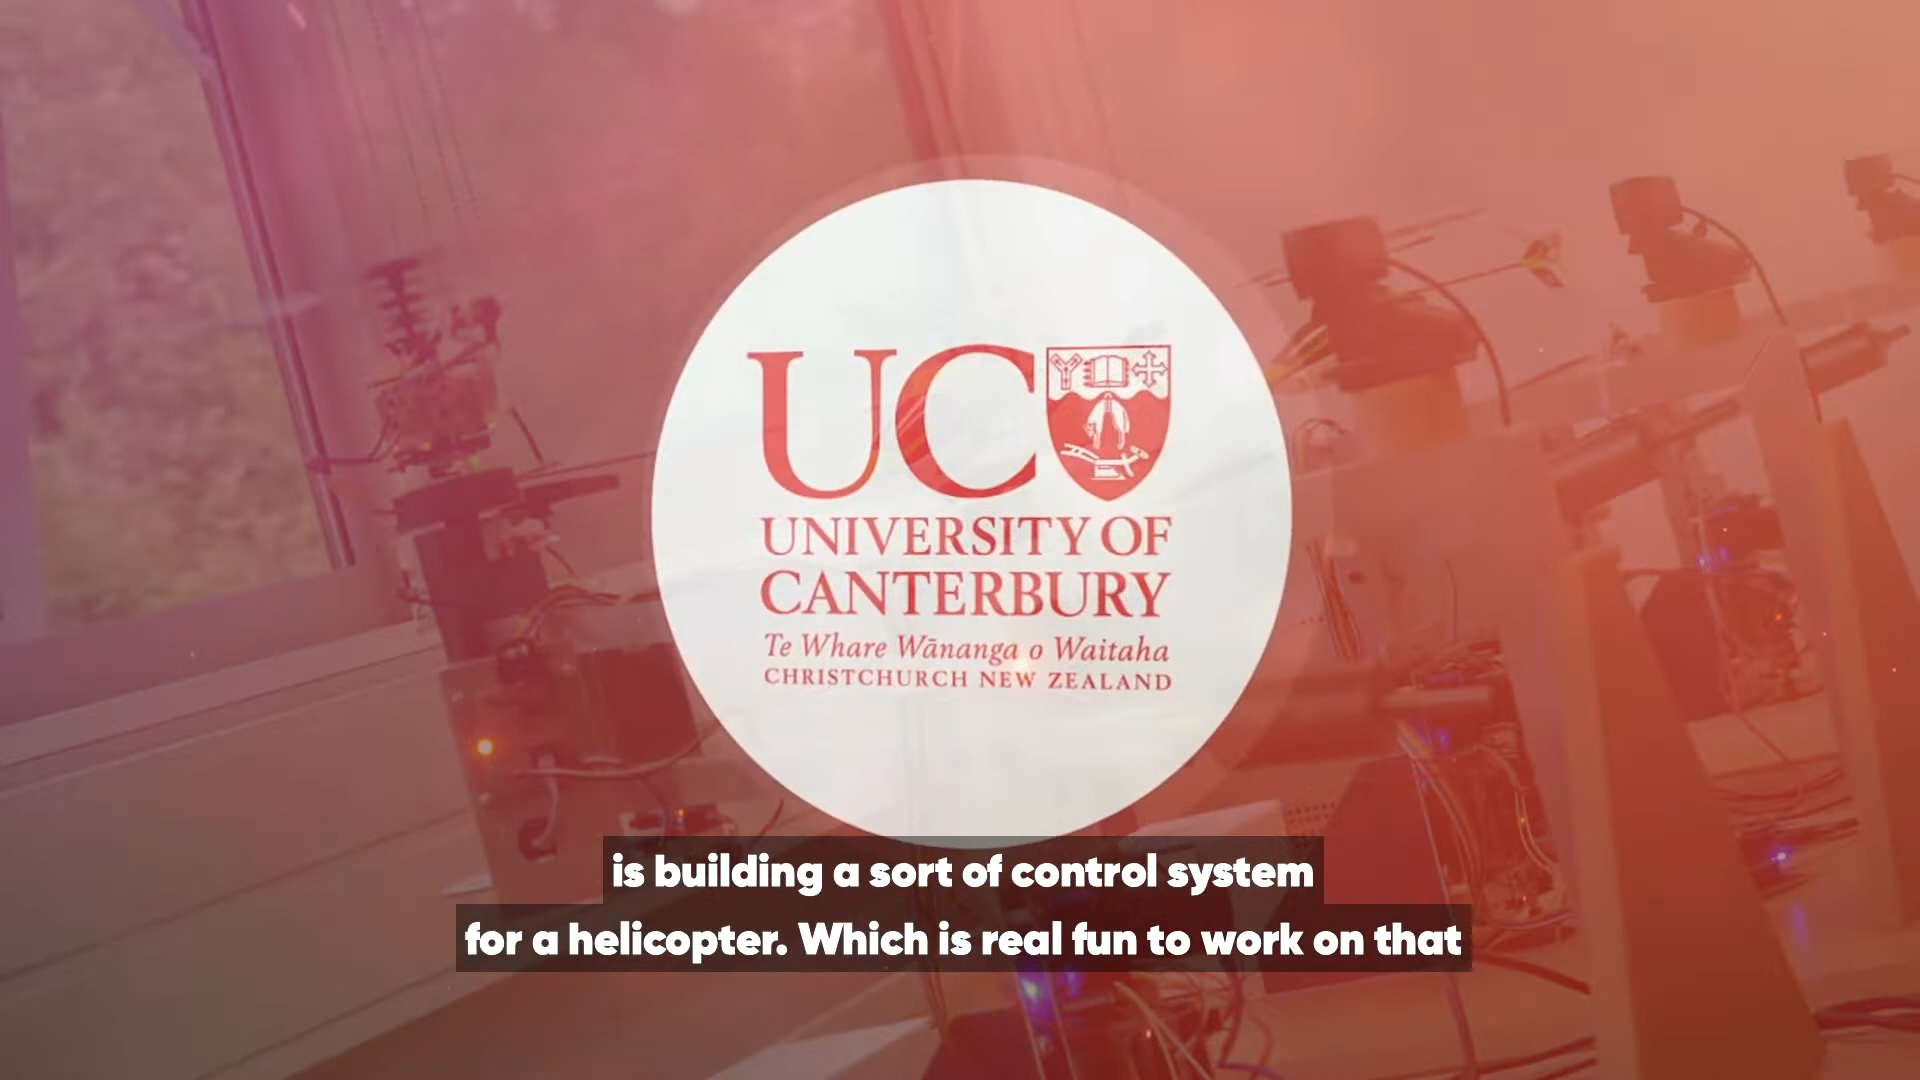 UC
UNIVERSITY OF
CANTERBURY
Te Whare Wānanga o Waitaha
CHRISTCHURCH NEW ZEALAND
is building a sort of control system
for a helicopter. Which is real fun to work on that